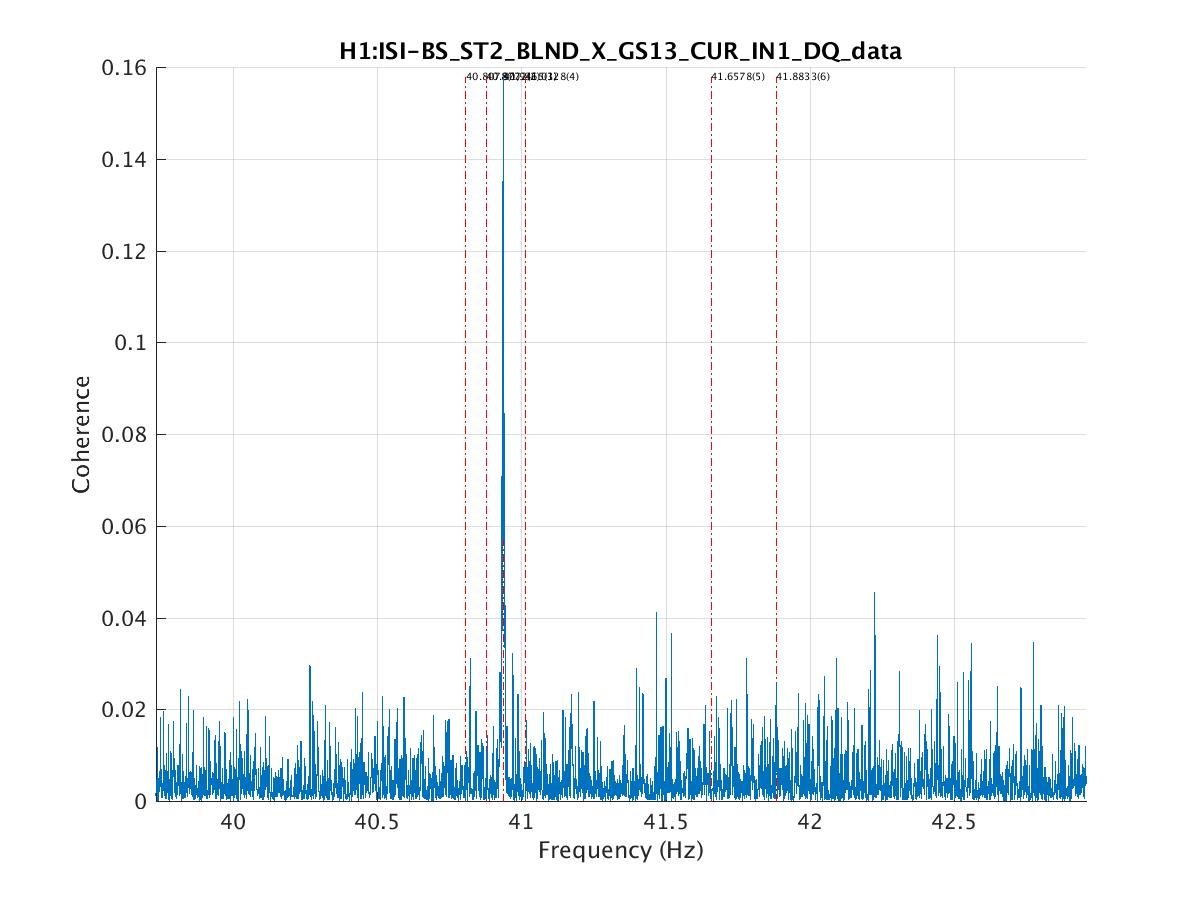 H1:ISI-BS_ST2_BLND_X_GS13_CUR_IN1_DQ_data
0.16
0.14
0.12
0.1
0.08
0.06
0.04
0.02
0
41.6578(5) 41.8833(6)
40 40.5 41 41.5 42 42.5
Coherence
Frequency (Hz)